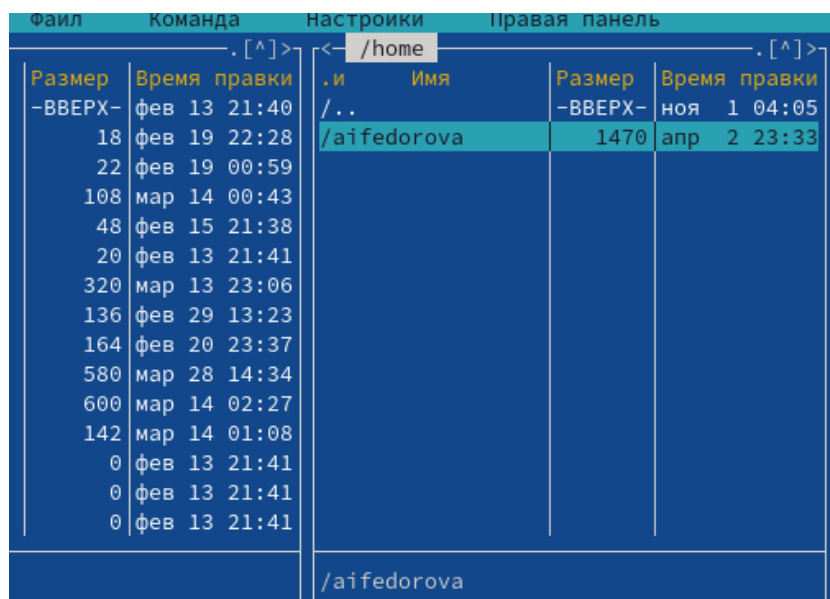 Файл Команда Настройки Правая панель
.[^]> <- /home .[^]>
Размер Время правки .и Имя Размер Время правки
-ВВЕРХ- фев 13 21:40 /.. -ВВЕРХ- ноя 1 04:05
18 фев 19 22:28 /aifedorova 1470 апр 2 23:33
22 фев 19 00:59
108 мар 14 00:43
48 фев 15 21:38
20 фев 13 21:41
320 мар 13 23:06
136 фев 29 13:23
164 фев 20 23:37
580 мар 28 14:34
600 мар 14 02:27
142 мар 14 01:08
0 фев 13 21:41
0 фев 13 21:41
0 фев 13 21:41
/aifedorova